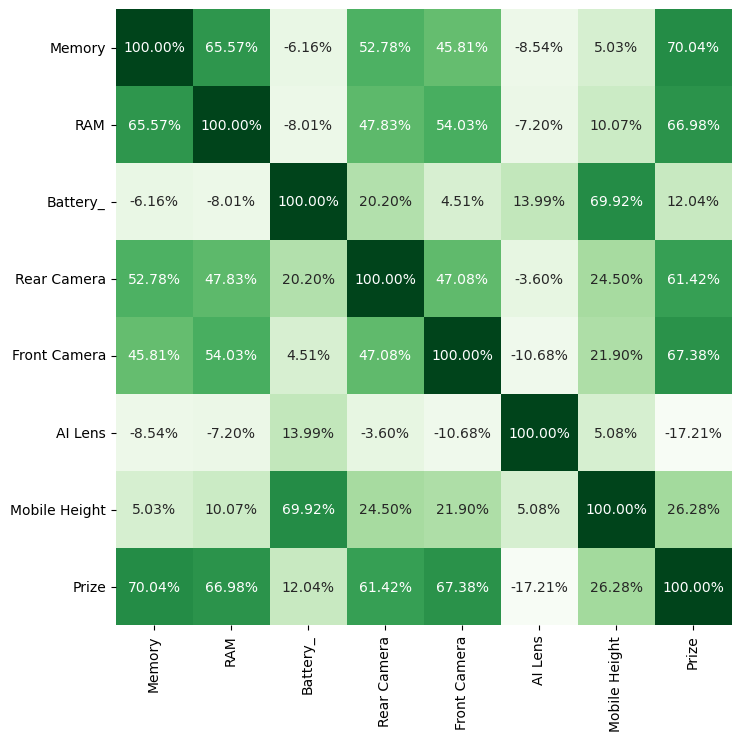 Memory 100.00% 65.57% -6.16% 52.78% 45.81% -8.54% 5.03% 70.04%
RAM 65.57% 100.00% -8.01% 47.83% 54.03% -7.20% 10.07% 66.98%
Battery_ -6.16% -8.01% 100.00% 20.20% 4.51% 13.99% 69.92% 12.04%
Rear Camera 52.78% 47.83% 20.20% 100.00% 47.08% -3.60% 24.50% 61.42%
Front Camera 45.81% 54.03% 4.51% 47.08% 100.00% -10.68% 21.90% 67.38%
AI Lens -8.54% -7.20% 13.99% -3.60% -10.68% 100.00% 5.08% -17.21%
Mobile Height 5.03% 10.07% 69.92% 24.50% 21.90% 5.08% 100.00% 26.28%
Prize 70.04% 66.98% 12.04% 61.42% 67.38% -17.21% 26.28% 100.00%
Memory
RAM
Battery_
Rear Camera
Front Camera
AI Lens
Mobile Height
Prize